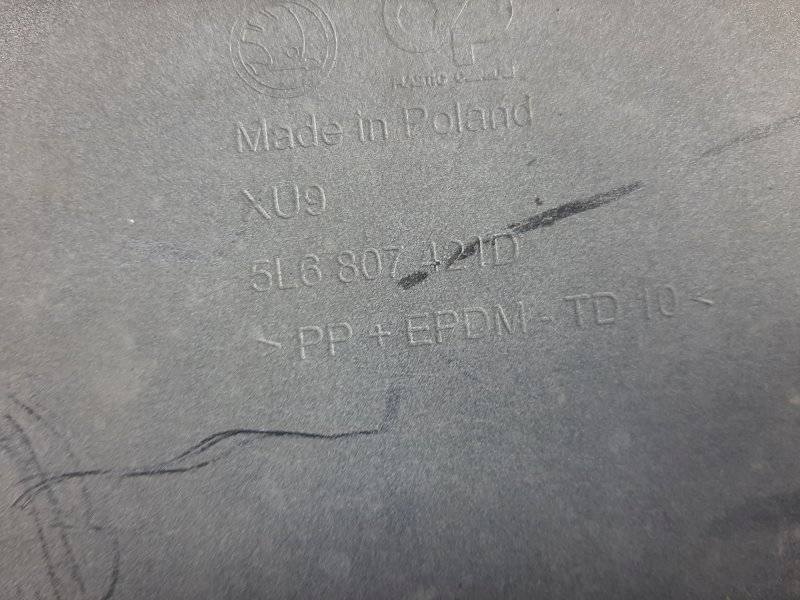 Made in Poland
XU9
5L6 807 421D
> PP + EPDM - TD 10 <